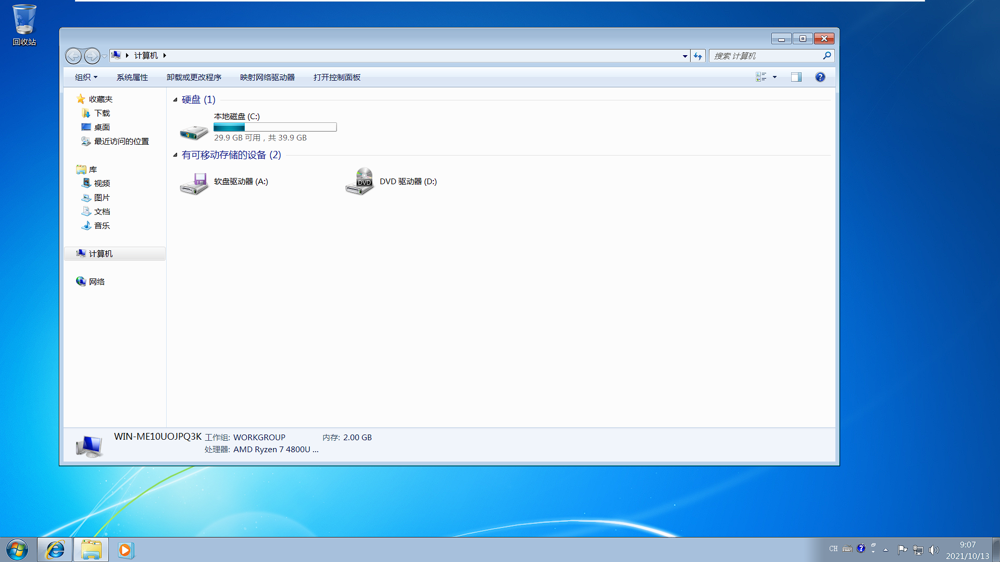 回收站
计算机
搜索 计算机
组织 系统属性 卸载或更改程序 映射网络驱动器 打开控制面板
收藏夹
下载
桌面
最近访问的位置
库
视频
图片
文档
音乐
计算机
网络
硬盘 (1)
本地磁盘 (C:)
29.9 GB 可用，共 39.9 GB
有可移动存储的设备 (2)
软盘驱动器 (A:)
DVD
DVD 驱动器 (D:)
WIN-ME10UOJPQ3K 工作组: WORKGROUP 内存: 2.00 GB
处理器: AMD Ryzen 7 4800U ...
CH
9:07
2021/10/13